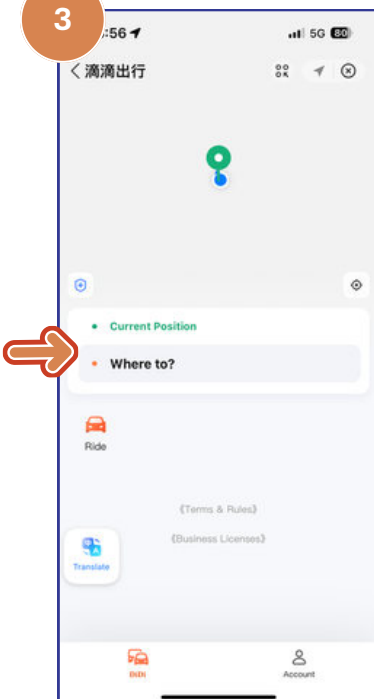 3
:56
5G 80
滴滴出行
Current Position
Where to?
Ride
《Terms & Rules》
《Business Licenses》
Translate
DiDi
Account